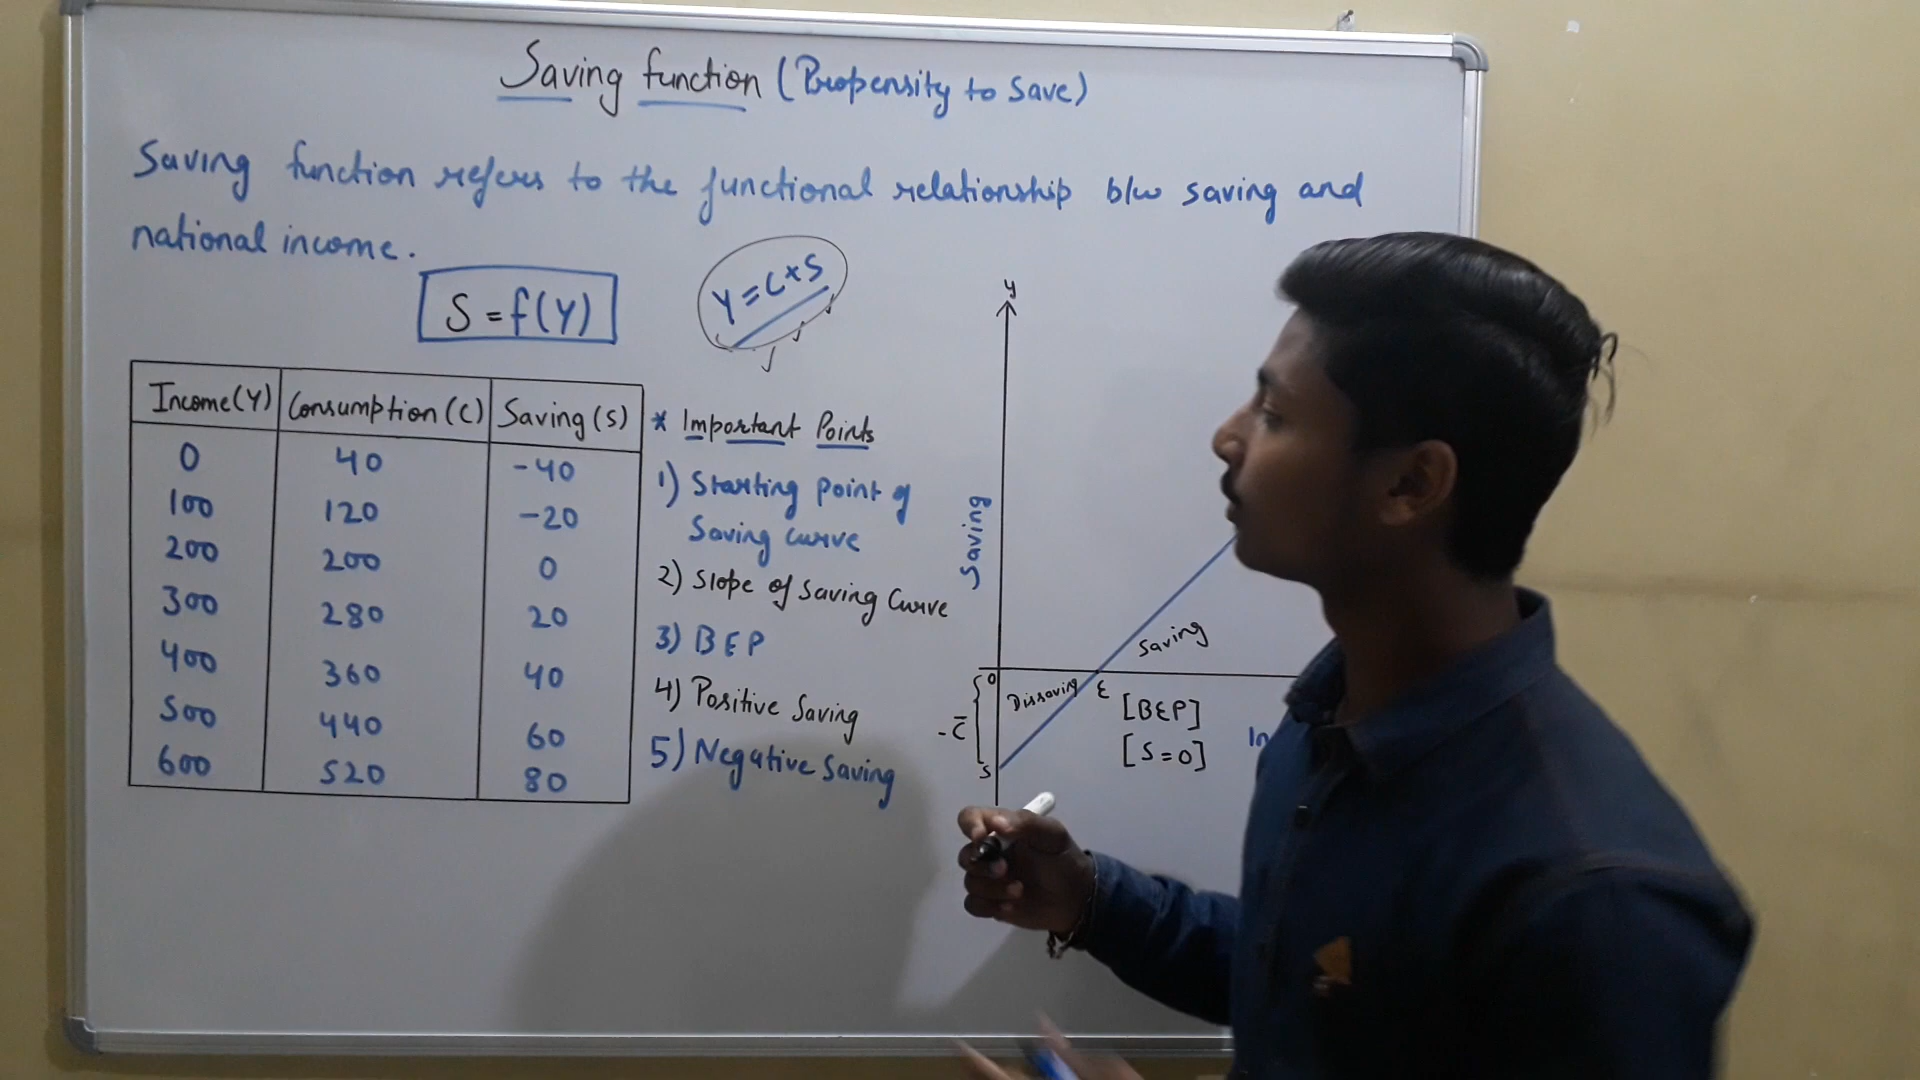 Saving function (Propensity to Save)
Saving function refers to the functional relationship b/w saving and
national income.
S = f(Y)
Y = C+S
Income(Y) Consumption (C) Saving (S)
0 40 -40
100 120 -20
200 200 0
300 280 20
400 360 40
500 440 60
600 520 80
* Important Points
1) Starting point of
Saving curve
2) Slope of Saving Curve
3) BEP
4) Positive Saving
5) Negative Saving
y
Saving
Saving
0
Dissaving
E
[BEP]
[S=0]
-C̅
S